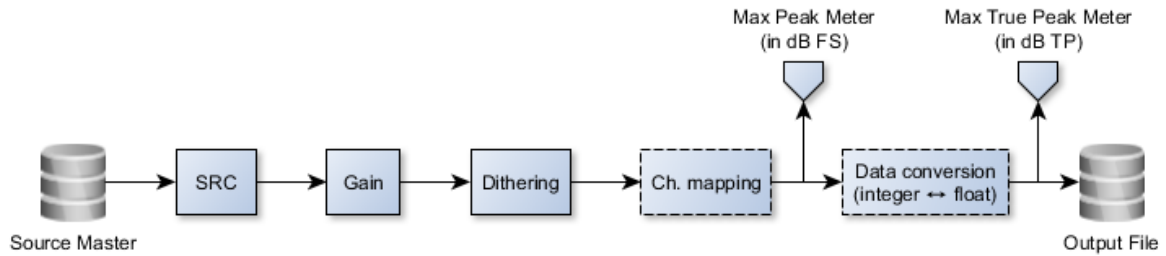 Max Peak Meter
(in dB FS)
Max True Peak Meter
(in dB TP)
Source Master
SRC
Gain
Dithering
Ch. mapping
Data conversion
(integer ↔ float)
Output File